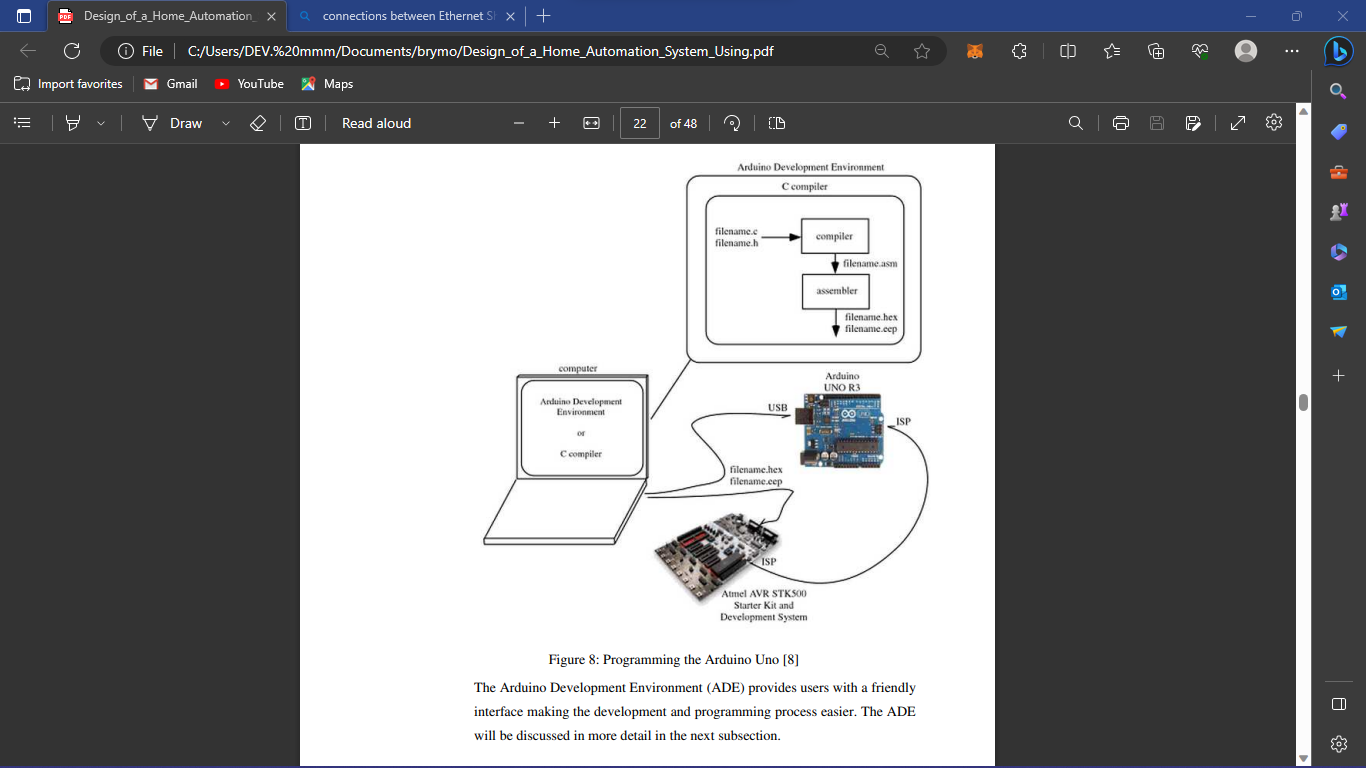 Design_of_a_Home_Automation_
connections between Ethernet S
File
C:/Users/DEV.%20mmm/Documents/brymo/Design_of_a_Home_Automation_System_Using.pdf
Import favorites
Gmail
YouTube
Maps
Draw
Read aloud
22
of 48
Arduino Development Environment
C compiler
filename.c
filename.h
compiler
filename.asm
assembler
filename.hex
filename.eep
computer
Arduino Development
Environment
or
C compiler
Arduino
UNO R3
USB
ISP
filename.hex
filename.eep
ISP
Atmel AVR STK500
Starter Kit and
Development System
Figure 8: Programming the Arduino Uno [8]
The Arduino Development Environment (ADE) provides users with a friendly
interface making the development and programming process easier. The ADE
will be discussed in more detail in the next subsection.